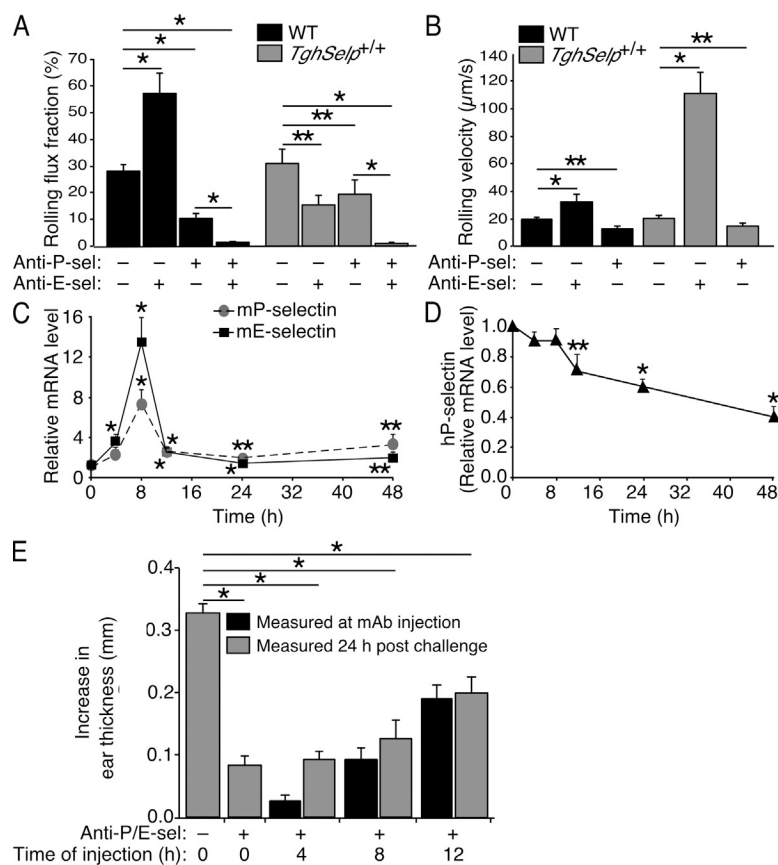 A
WT
TghSelp+/+
Rolling flux fraction (%)
80
70
60
50
40
30
20
10
0
* * * * * * ** ** *
Anti-P-sel: – – + + – – + +
Anti-E-sel: – + – + – + – +
B
WT
TghSelp+/+
Rolling velocity (µm/s)
140
120
100
80
60
40
20
0
** * ** *
Anti-P-sel: – – + – – +
Anti-E-sel: – + – – + –
C
mP-selectin
mE-selectin
Relative mRNA level
16
12
8
4
0
* * * * * ** * ** **
0 8 16 24 32 40 48
Time (h)
D
hP-selectin
(Relative mRNA level)
1.0
0.8
0.6
0.4
0.2
0.0
** * *
0 8 16 24 32 40 48
Time (h)
E
Increase in
ear thickness (mm)
0.4
0.3
0.2
0.1
0.0
* * * *
Measured at mAb injection
Measured 24 h post challenge
Anti-P/E-sel: – + + + +
Time of injection (h): 0 0 4 8 12